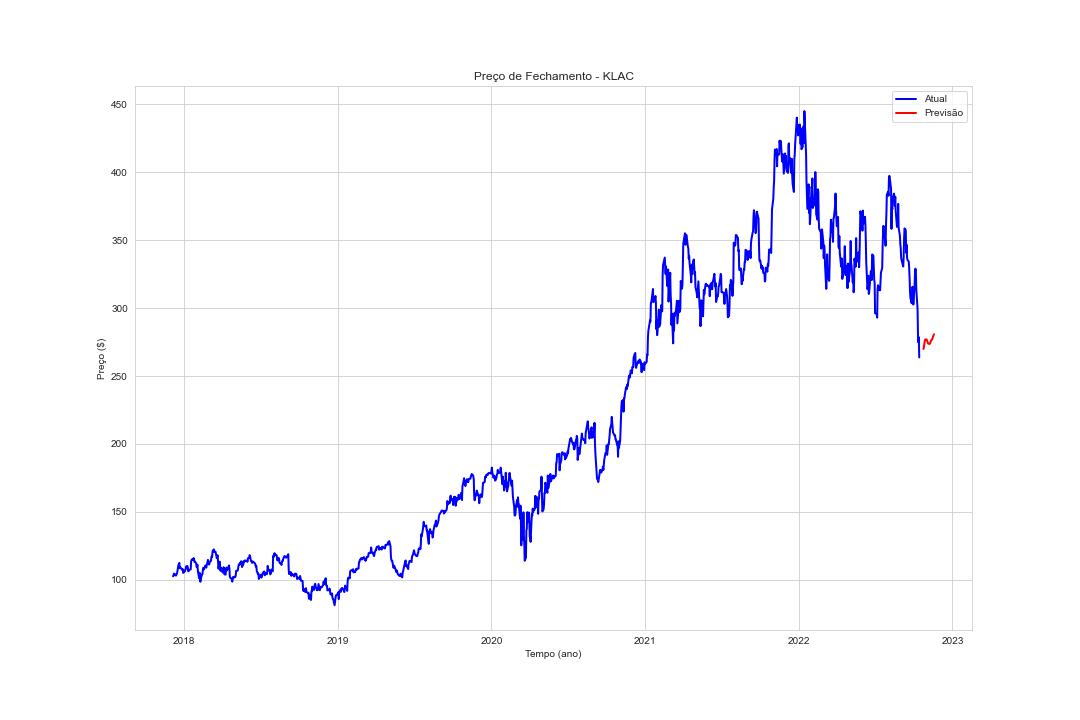 Preço de Fechamento - KLAC
Atual
Previsão
450
400
350
300
250
200
150
100
Preço ($)
2018 2019 2020 2021 2022 2023
Tempo (ano)